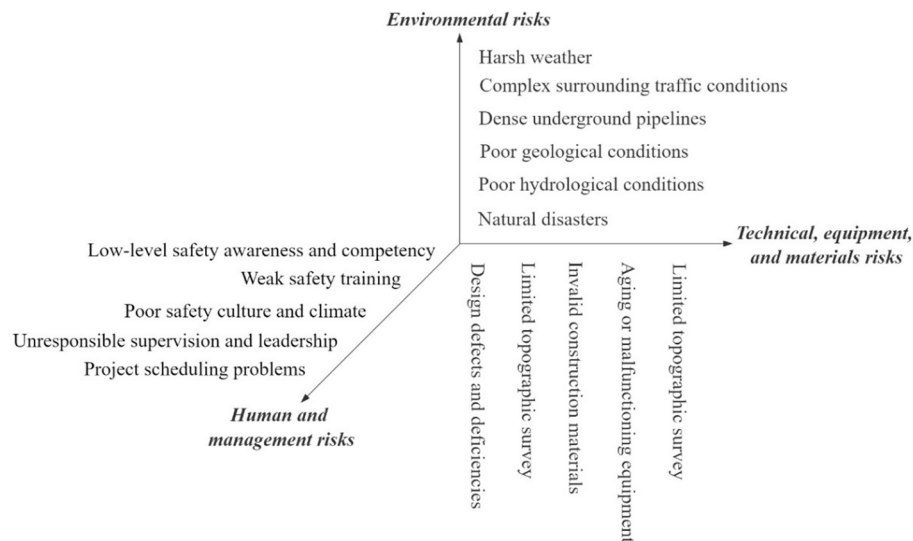 Environmental risks
Harsh weather
Complex surrounding traffic conditions
Dense underground pipelines
Poor geological conditions
Poor hydrological conditions
Natural disasters
Technical, equipment,
and materials risks
Design defects and deficiencies
Limited topographic survey
Invalid construction materials
Aging or malfunctioning equipment
Limited topographic survey
Low-level safety awareness and competency
Weak safety training
Poor safety culture and climate
Unresponsible supervision and leadership
Project scheduling problems
Human and
management risks